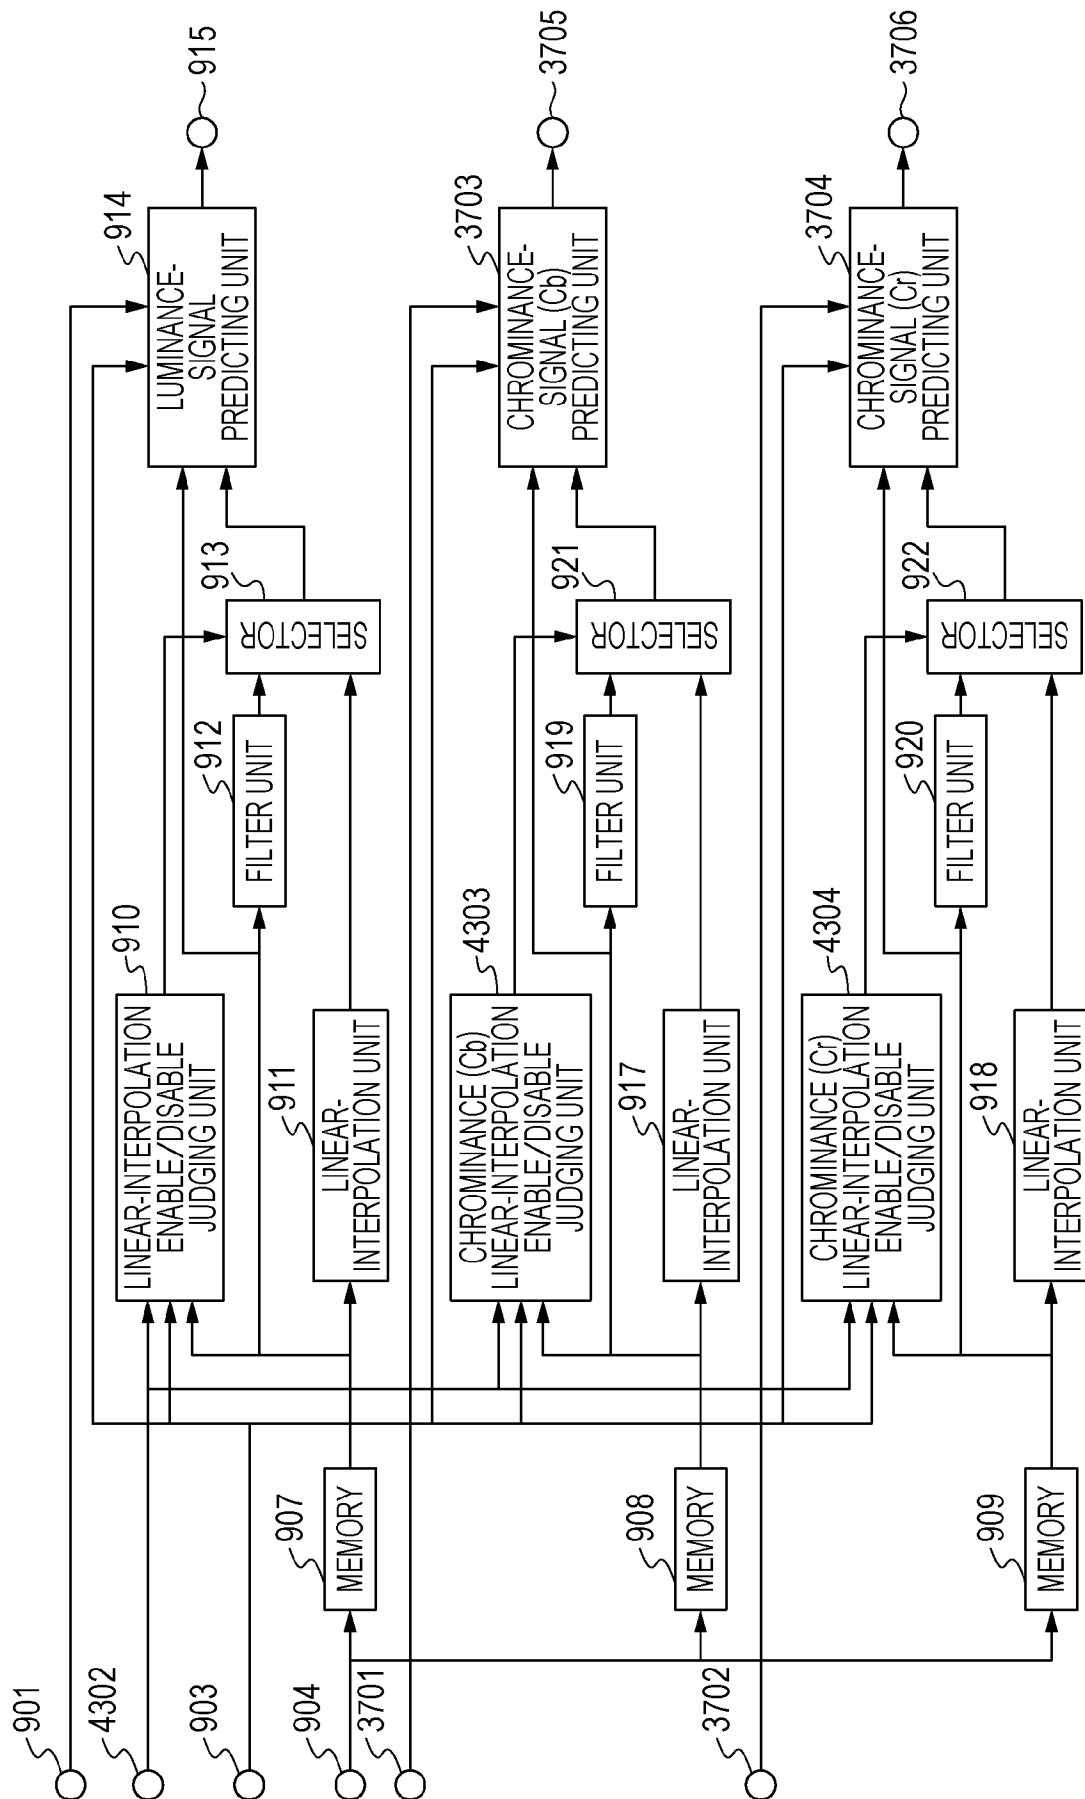 901
4302
903
904
3701
3702
907
MEMORY
908
MEMORY
909
MEMORY
910
LINEAR-INTERPOLATION
ENABLE/DISABLE
JUDGING UNIT
911
LINEAR-
INTERPOLATION UNIT
912
FILTER UNIT
913
SELECTOR
914
LUMINANCE-
SIGNAL
PREDICTING UNIT
915
4303
CHROMINANCE (Cb)
LINEAR-INTERPOLATION
ENABLE/DISABLE
JUDGING UNIT
917
LINEAR-
INTERPOLATION UNIT
919
FILTER UNIT
921
SELECTOR
3703
CHROMINANCE-
SIGNAL (Cb)
PREDICTING UNIT
3705
4304
CHROMINANCE (Cr)
LINEAR-INTERPOLATION
ENABLE/DISABLE
JUDGING UNIT
918
LINEAR-
INTERPOLATION UNIT
920
FILTER UNIT
922
SELECTOR
3704
CHROMINANCE-
SIGNAL (Cr)
PREDICTING UNIT
3706